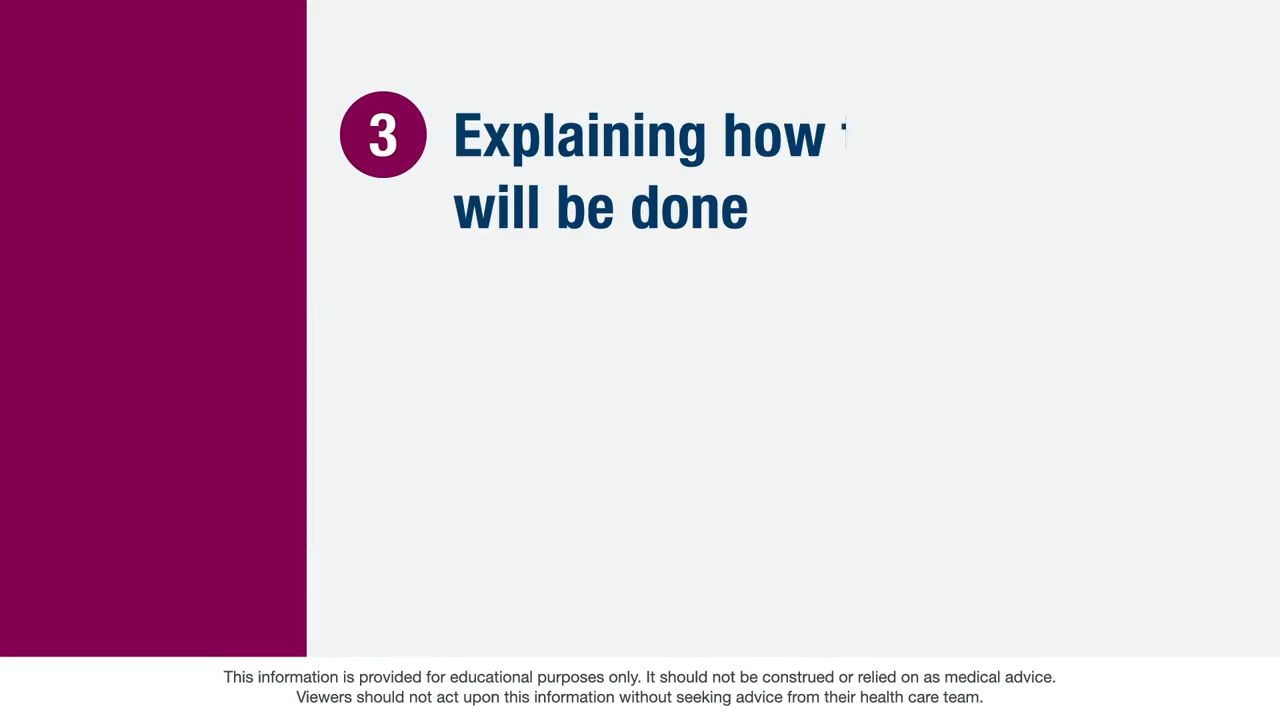 3 Explaining how
will be done
This information is provided for educational purposes only. It should not be construed or relied on as medical advice.
Viewers should not act upon this information without seeking advice from their health care team.